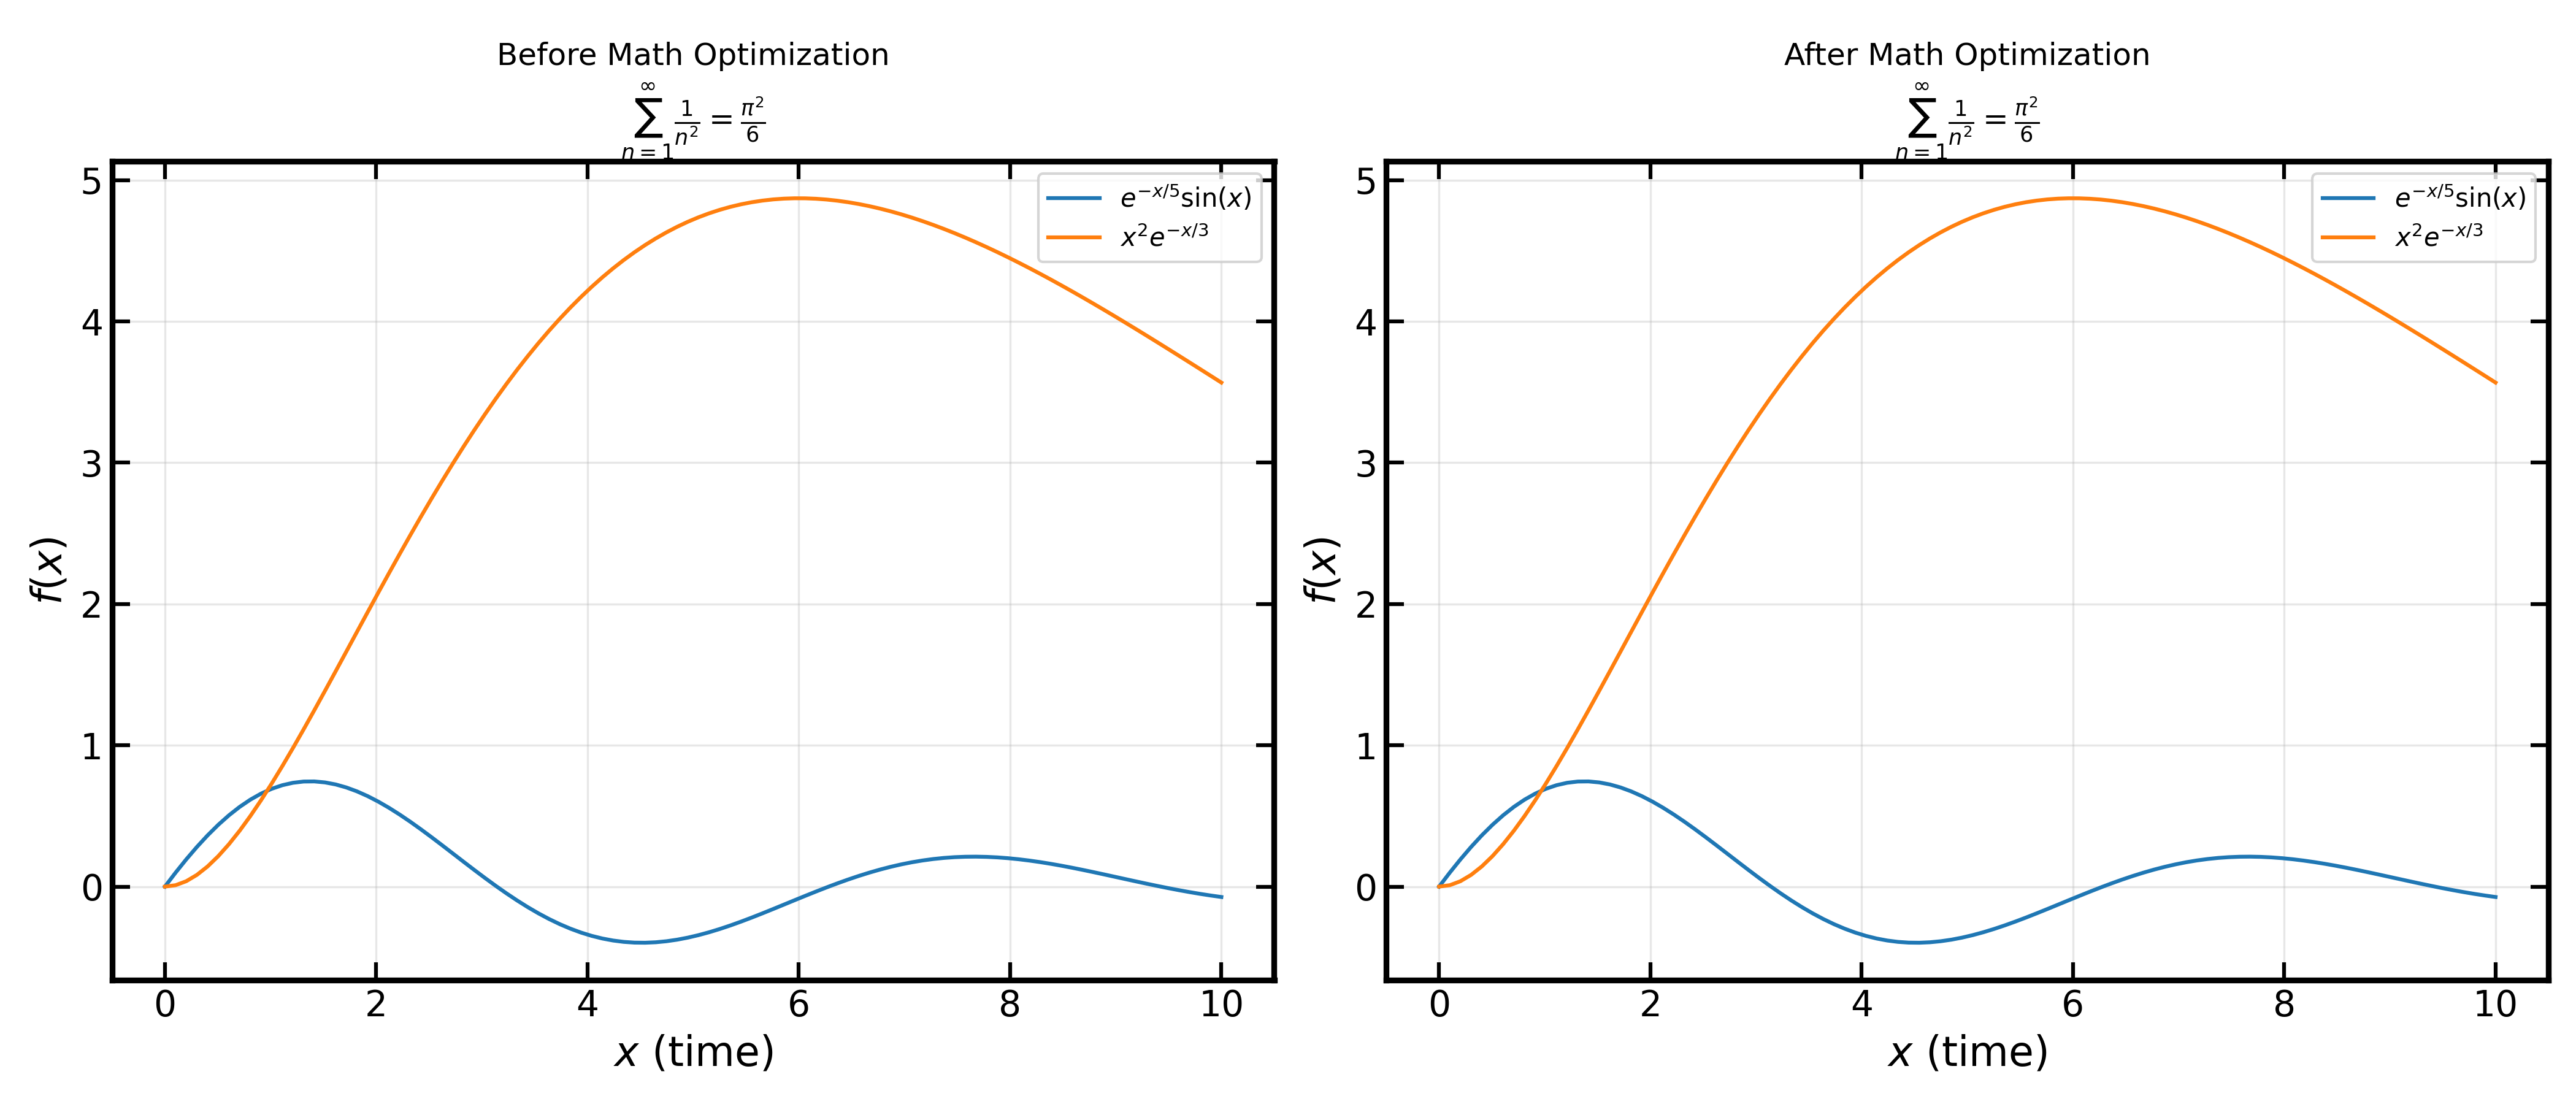 Before Math Optimization
∑_{n=1}^{∞} 1/n² = π²/6
5
4
3
2
1
0
f(x)
0 2 4 6 8 10
x (time)
e^{-x/5}sin(x)
x²e^{-x/3}
After Math Optimization
∑_{n=1}^{∞} 1/n² = π²/6
5
4
3
2
1
0
f(x)
0 2 4 6 8 10
x (time)
e^{-x/5}sin(x)
x²e^{-x/3}